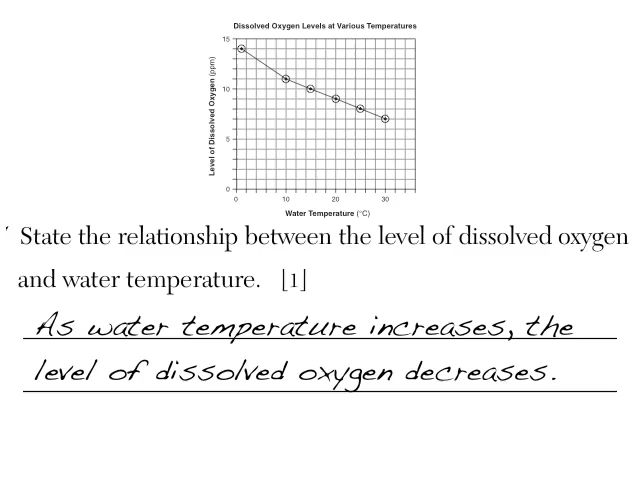 Dissolved Oxygen Levels at Various Temperatures
15
10
5
0
Level of Dissolved Oxygen (ppm)
0 10 20 30
Water Temperature (°C)
State the relationship between the level of dissolved oxygen
and water temperature. [1]
As water temperature increases, the
level of dissolved oxygen decreases.